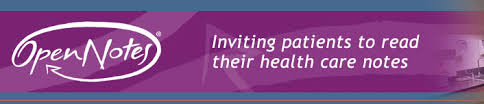 OpenNotes®
Inviting patients to read
their health care notes